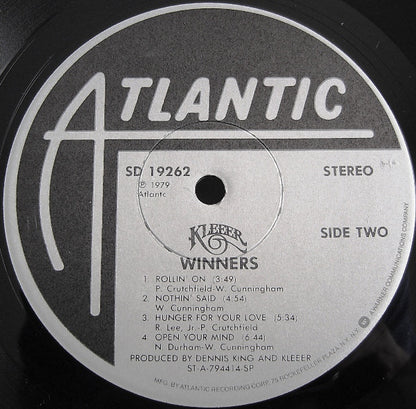 ATLANTIC
SD 19262 STEREO
℗ 1979
Atlantic
KLEEER SIDE TWO
WINNERS
1. ROLLIN' ON (3:49)
P. Crutchfield-W. Cunningham
2. NOTHIN' SAID (4:54)
W. Cunningham
3. HUNGER FOR YOUR LOVE (5:34)
R. Lee, Jr.-P. Crutchfield
4. OPEN YOUR MIND (6:44)
N. Durham-W. Cunningham
PRODUCED BY DENNIS KING AND KLEEER
ST-A-794414 SP
MFG. BY ATLANTIC RECORDING CORP. 75 ROCKEFELLER PLAZA, N.Y., N.Y.
A WARNER COMMUNICATIONS COMPANY